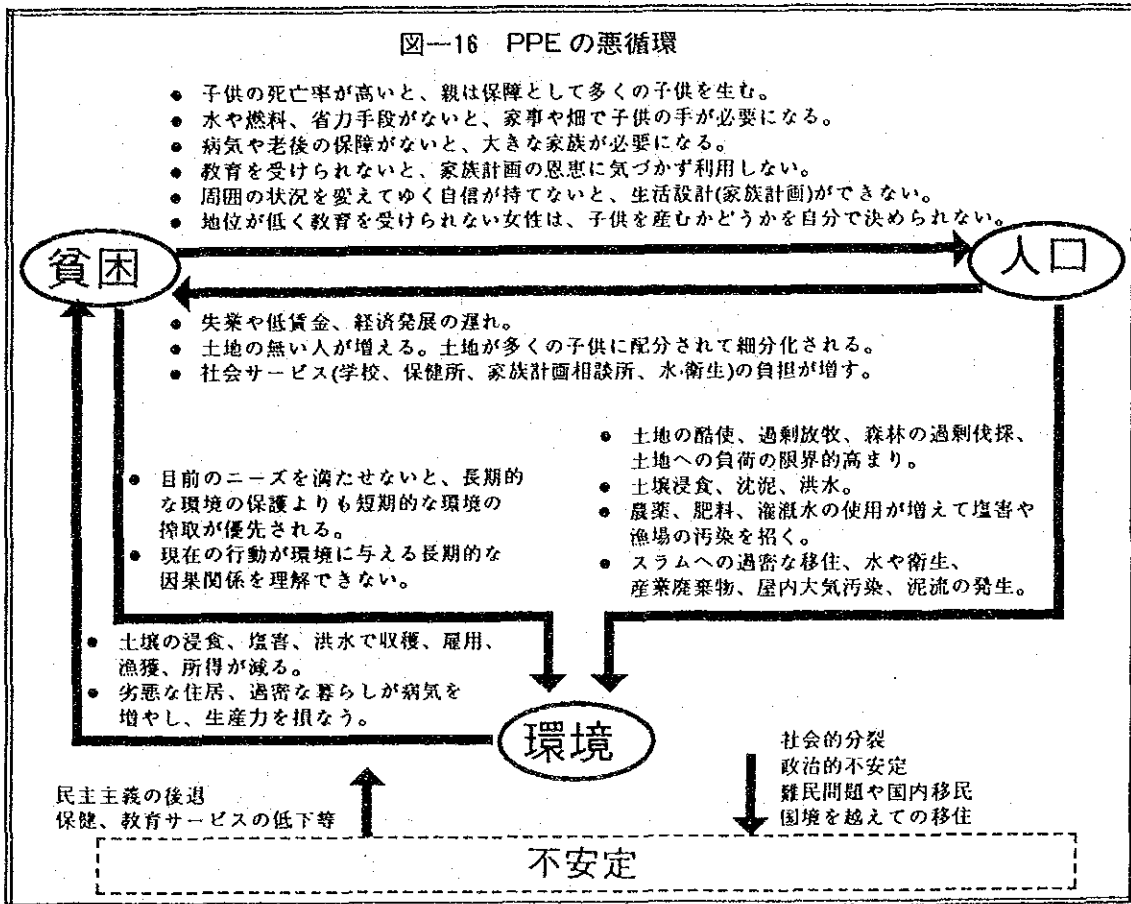 図—16 PPEの悪循環
● 子供の死亡率が高いと、親は保障として多くの子供を生む。
● 水や燃料、省力手段がないと、家事や畑で子供の手が必要になる。
● 病気や老後の保障がないと、大きな家族が必要になる。
● 教育を受けられないと、家族計画の恩恵に気づかず利用しない。
● 周囲の状況を変えてゆく自信が持てないと、生活設計(家族計画)ができない。
● 地位が低く教育を受けられない女性は、子供を産むかどうかを自分で決められない。
貧困
人口
● 失業や低賃金、経済発展の遅れ。
● 土地の無い人が増える。土地が多くの子供に配分されて細分化される。
● 社会サービス(学校、保健所、家族計画相談所、水・衛生)の負担が増す。
● 目前のニーズを満たせないと、長期的
な環境の保護よりも短期的な環境の
搾取が優先される。
● 現在の行動が環境に与える長期的な
因果関係を理解できない。
● 土地の酷使、過剰放牧、森林の過剰伐採、
土地への負荷の限界的高まり。
● 土壌浸食、沈泥、洪水。
● 農薬、肥料、灌漑水の使用が増えて塩害や
漁場の汚染を招く。
● スラムへの過密な移住、水や衛生、
産業廃棄物、屋内大気汚染、泥流の発生。
● 土壌の浸食、塩害、洪水で収穫、雇用、
漁獲、所得が減る。
● 劣悪な住居、過密な暮らしが病気を
増やし、生産力を損なう。
環境
民主主義の後退
保健、教育サービスの低下等
社会的分裂
政治的不安定
難民問題や国内移民
国境を越えての移住
不安定